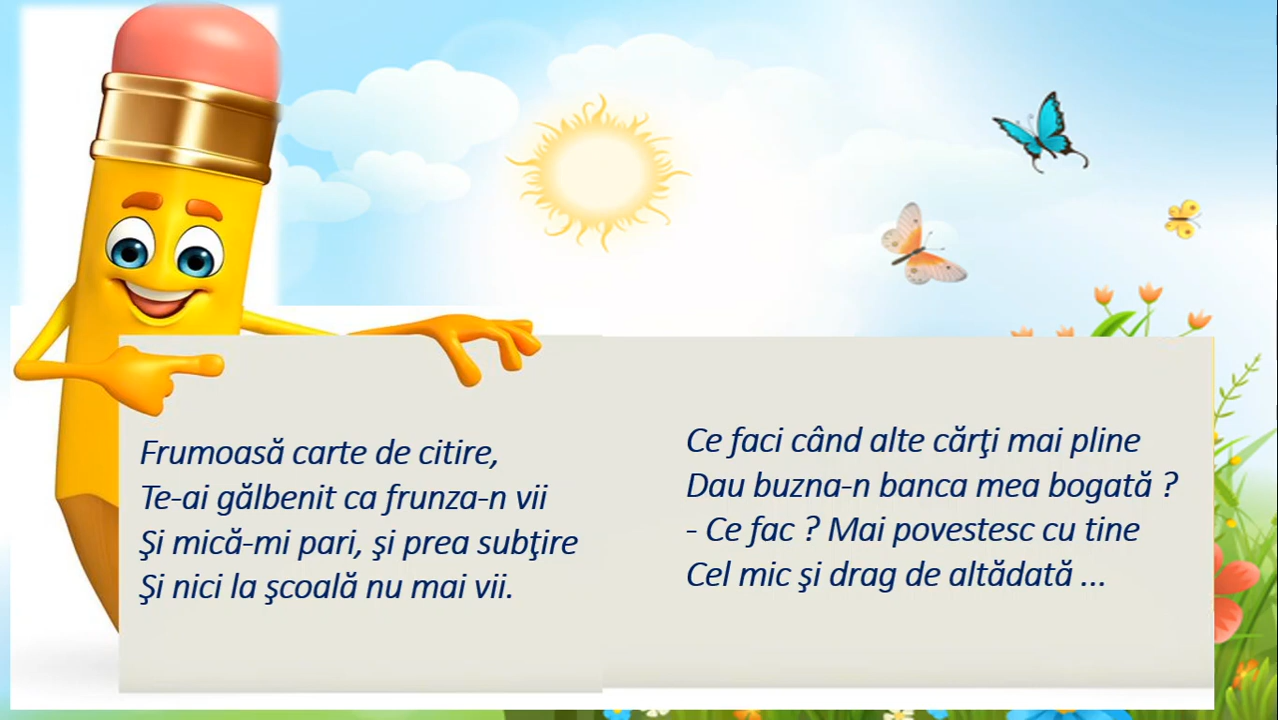 Frumoasă carte de citire,
Te-ai gălbenit ca frunza-n vii
Şi mică-mi pari, şi prea subţire
Şi nici la şcoală nu mai vii.
Ce faci când alte cărţi mai pline
Dau buzna-n banca mea bogată ?
- Ce fac ? Mai povestesc cu tine
Cel mic şi drag de altădată ...